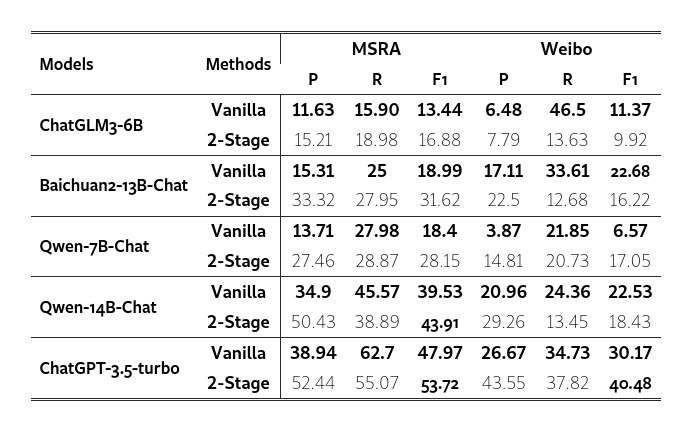 Models Methods MSRA Weibo
P R F1 P R F1
ChatGLM3-6B Vanilla 11.63 15.90 13.44 6.48 46.5 11.37
2-Stage 15.21 18.98 16.88 7.79 13.63 9.92
Baichuan2-13B-Chat Vanilla 15.31 25 18.99 17.11 33.61 22.68
2-Stage 33.32 27.95 31.62 22.5 12.68 16.22
Qwen-7B-Chat Vanilla 13.71 27.98 18.4 3.87 21.85 6.57
2-Stage 27.46 28.87 28.15 14.81 20.73 17.05
Qwen-14B-Chat Vanilla 34.9 45.57 39.53 20.96 24.36 22.53
2-Stage 50.43 38.89 43.91 29.26 13.45 18.43
ChatGPT-3.5-turbo Vanilla 38.94 62.7 47.97 26.67 34.73 30.17
2-Stage 52.44 55.07 53.72 43.55 37.82 40.48